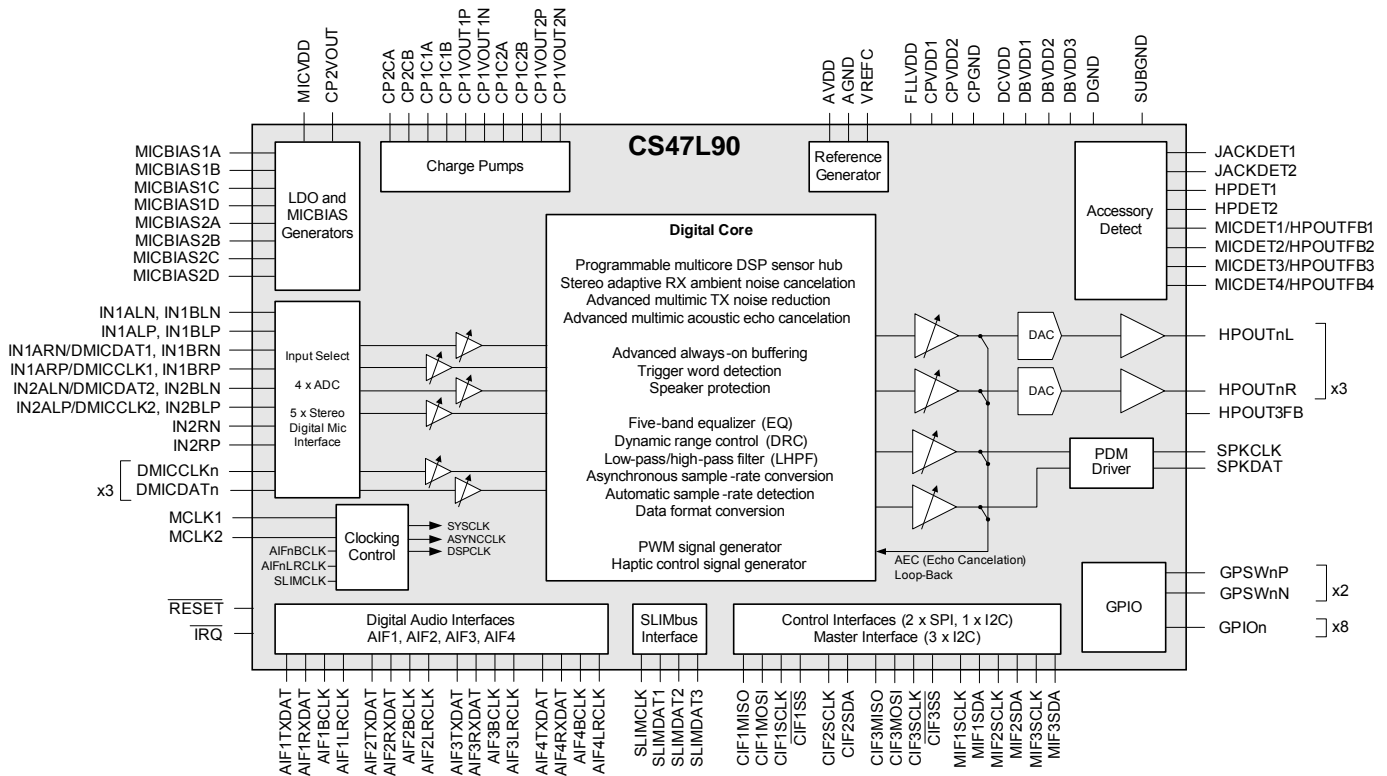 MICVDD
CP2VOUT
CP2CA
CP2CB
CP1C1A
CP1C1B
CP1VOUT1P
CP1VOUT1N
CP1C2A
CP1C2B
CP1VOUT2P
CP1VOUT2N
AVDD
AGND
VREFC
FLLVDD
CPVDD1
CPVDD2
CPGND
DCVDD
DBVDD1
DBVDD2
DBVDD3
DGND
SUBGND
CS47L90
MICBIAS1A
MICBIAS1B
MICBIAS1C
MICBIAS1D
MICBIAS2A
MICBIAS2B
MICBIAS2C
MICBIAS2D
LDO and
MICBIAS
Generators
Charge Pumps
Reference
Generator
Accessory
Detect
JACKDET1
JACKDET2
HPDET1
HPDET2
MICDET1/HPOUTFB1
MICDET2/HPOUTFB2
MICDET3/HPOUTFB3
MICDET4/HPOUTFB4
IN1ALN, IN1BLN
IN1ALP, IN1BLP
IN1ARN/DMICDAT1, IN1BRN
IN1ARP/DMICCLK1, IN1BRP
IN2ALN/DMICDAT2, IN2BLN
IN2ALP/DMICCLK2, IN2BLP
IN2RN
IN2RP
DMICCLKn
x3
DMICDATn
Input Select
4 x ADC
5 x Stereo
Digital Mic
Interface
Digital Core
Programmable multicore DSP sensor hub
Stereo adaptive RX ambient noise cancelation
Advanced multimic TX noise reduction
Advanced multimic acoustic echo cancelation
Advanced always-on buffering
Trigger word detection
Speaker protection
Five-band equalizer (EQ)
Dynamic range control (DRC)
Low-pass/high-pass filter (LHPF)
Asynchronous sample -rate conversion
Automatic sample -rate detection
Data format conversion
PWM signal generator
Haptic control signal generator
DAC
DAC
HPOUTnL
x3
HPOUTnR
HPOUT3FB
PDM
Driver
SPKCLK
SPKDAT
AEC (Echo Cancelation)
Loop-Back
MCLK1
MCLK2
AIFnBCLK
AIFnLRCLK
SLIMCLK
Clocking
Control
SYSCLK
ASYNCCLK
DSPCLK
RESET
IRQ
GPIO
GPSWnP
GPSWnN
x2
GPIOn
x8
Digital Audio Interfaces
AIF1, AIF2, AIF3, AIF4
SLIMbus
Interface
Control Interfaces (2 x SPI, 1 x I2C)
Master Interface (3 x I2C)
AIF1TXDAT
AIF1RXDAT
AIF1BCLK
AIF1LRCLK
AIF2TXDAT
AIF2RXDAT
AIF2BCLK
AIF2LRCLK
AIF3TXDAT
AIF3RXDAT
AIF3BCLK
AIF3LRCLK
AIF4TXDAT
AIF4RXDAT
AIF4BCLK
AIF4LRCLK
SLIMCLK
SLIMDAT1
SLIMDAT2
SLIMDAT3
CIF1MISO
CIF1MOSI
CIF1SCLK
CIF1SS
CIF2SCLK
CIF2SDA
CIF3MISO
CIF3MOSI
CIF3SCLK
CIF3SS
MIF1SCLK
MIF1SDA
MIF2SCLK
MIF2SDA
MIF3SCLK
MIF3SDA